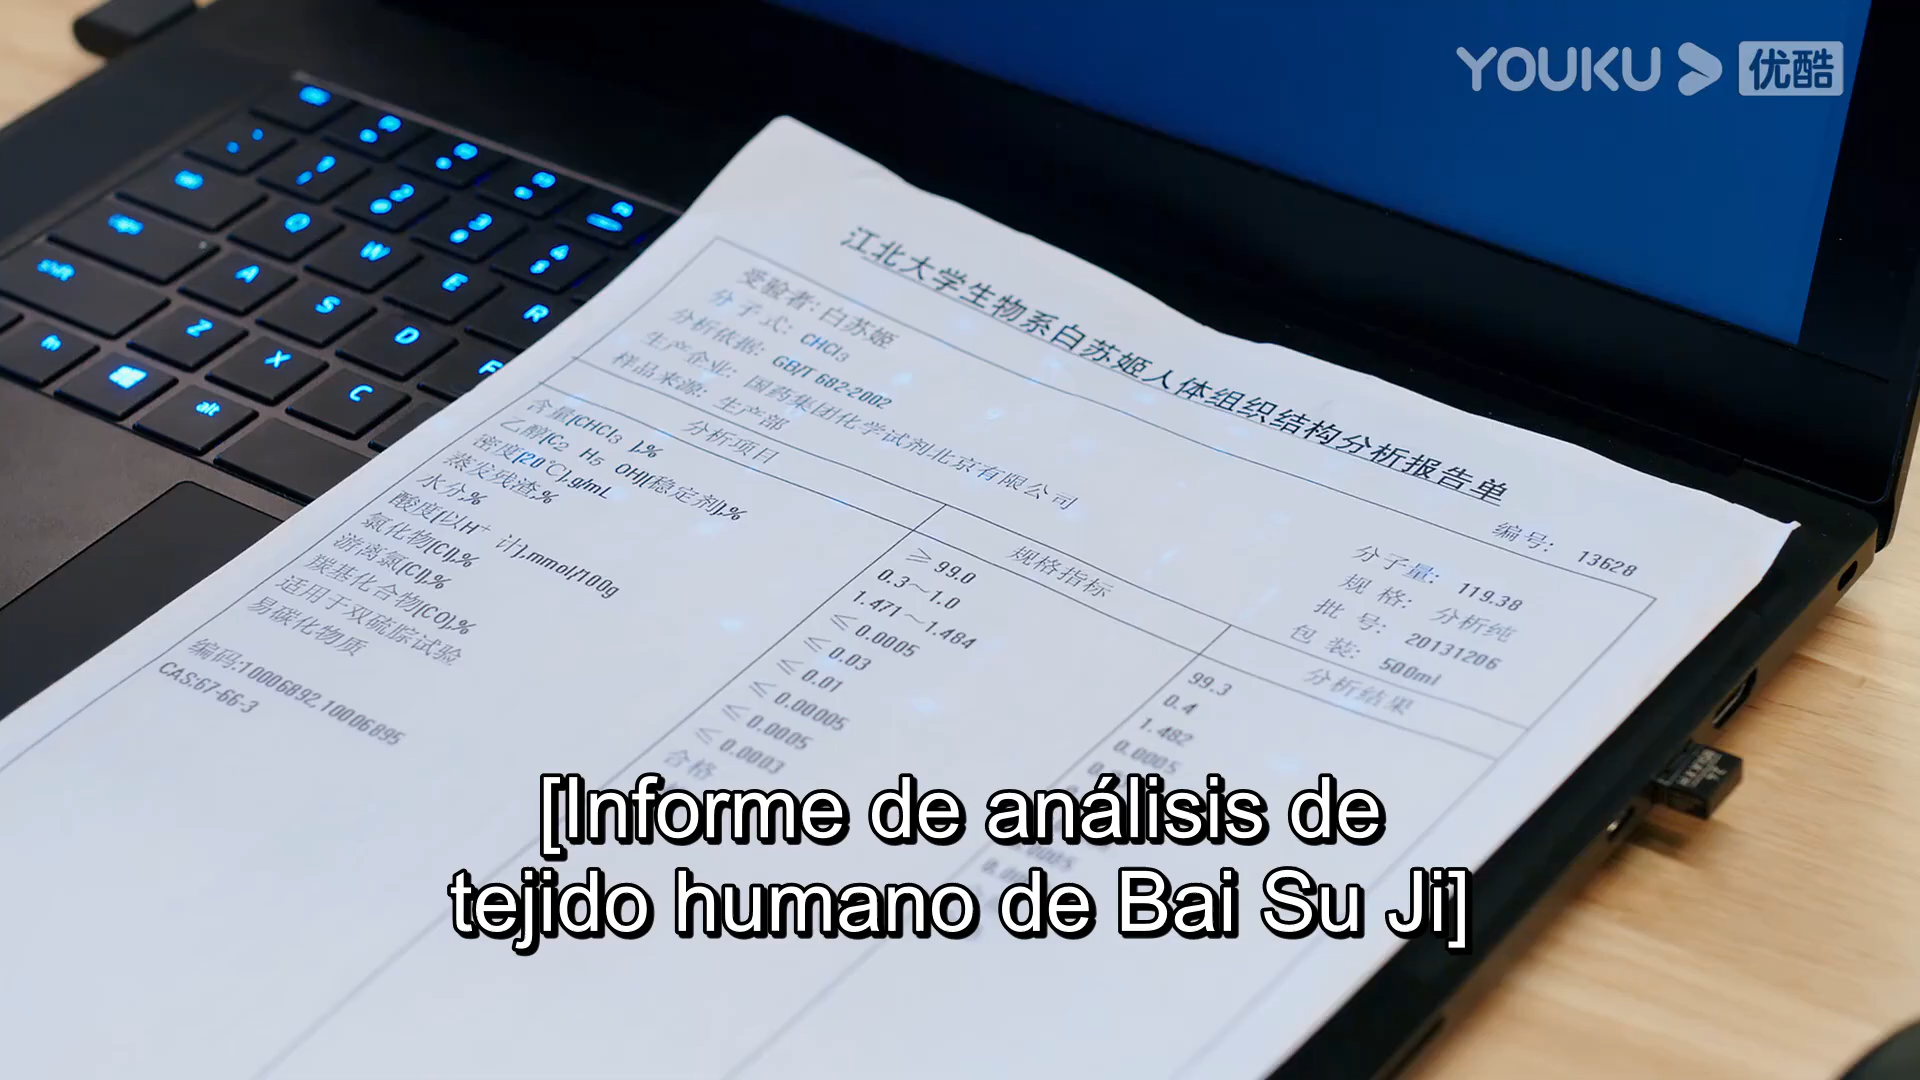 YOUKU 优酷
江北大学生物系白苏姬人体组织结构分析报告单
编号: 13628
受验者: 白苏姬
分子式: CHCl3
分子量: 119.38
分析依据: GB/T 682-2002
规 格: 分析纯
生产企业: 国药集团化学试剂北京有限公司
批 号: 20131206
样品来源: 生产部
包 装: 500ml
分析项目 规格指标 分析结果
含量(CHCl3 ),% ≥ 99.0 99.3
乙醇(C2 H5 OH)(稳定剂),% 0.3~1.0 0.4
密度(20℃),g/mL 1.471~1.484 1.482
蒸发残渣,% ≤ 0.0005 0.0005
水分,% ≤ 0.03
酸度(以H+ 计),mmol/100g ≤ 0.01
氯化物(Cl),% ≤ 0.00005
游离氯(Cl),% ≤ 0.0005
羰基化合物(CO),% ≤ 0.0003
适用于双硫踪试验 合格
易碳化物质
编码:10006892,10006895
CAS:67-66-3
[Informe de análisis de
tejido humano de Bai Su Ji]
Q W E R
A S D F
Z X C
fn alt
shift